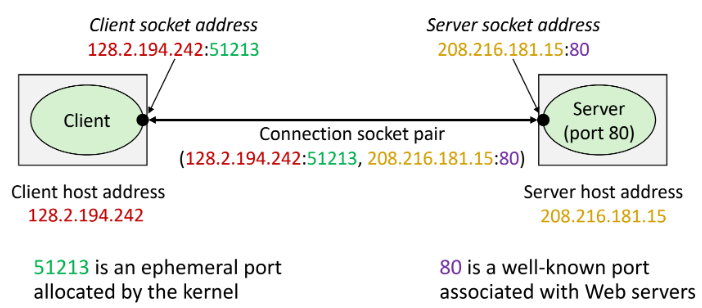 Client socket address
128.2.194.242:51213
Server socket address
208.216.181.15:80
Client
Server
(port 80)
Connection socket pair
(128.2.194.242:51213, 208.216.181.15:80)
Client host address
128.2.194.242
Server host address
208.216.181.15
51213 is an ephemeral port
allocated by the kernel
80 is a well-known port
associated with Web servers